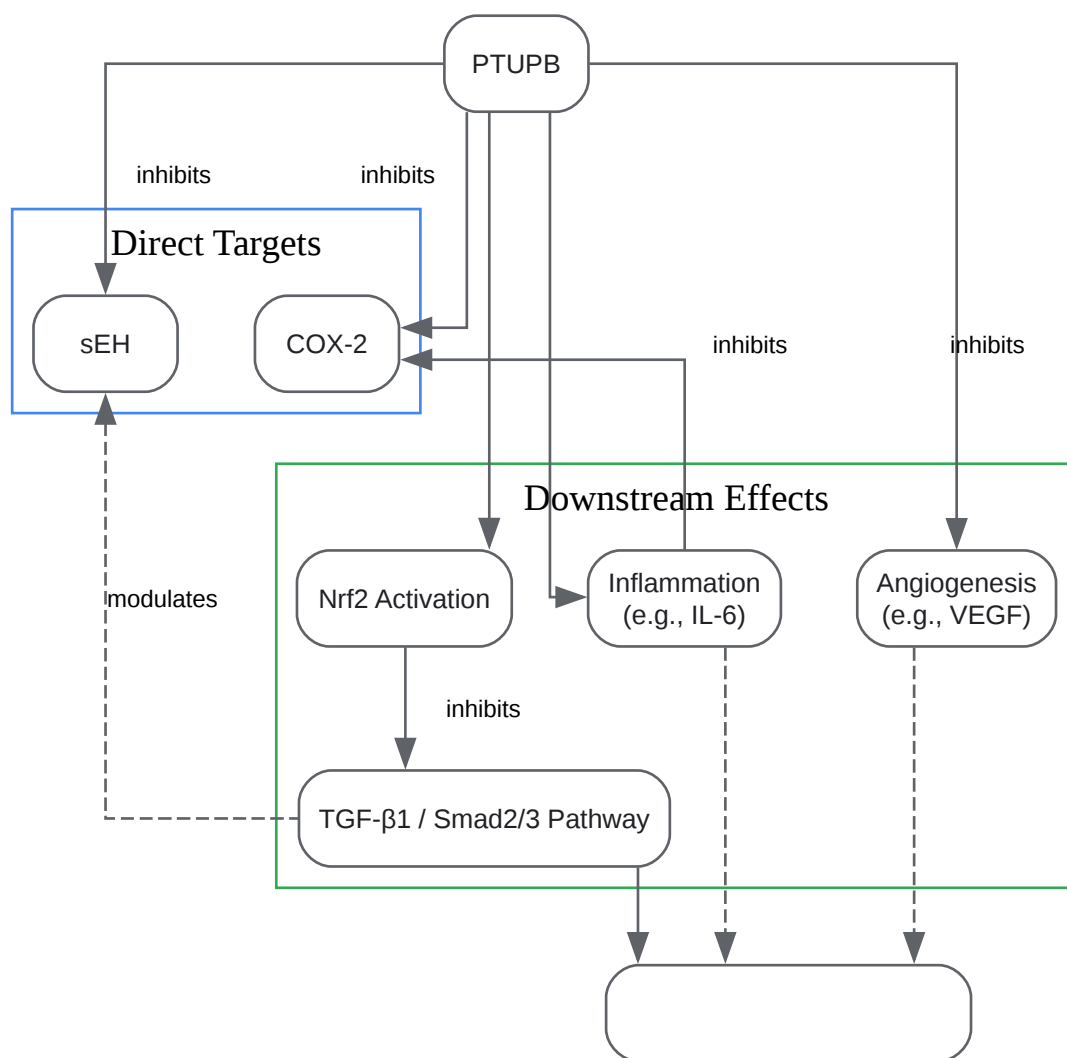 PTUPB
inhibits
inhibits
Direct Targets
sEH
COX-2
inhibits
inhibits
Downstream Effects
Nrf2 Activation
Inflammation
(e.g., IL-6)
Angiogenesis
(e.g., VEGF)
modulates
inhibits
TGF-β1 / Smad2/3 Pathway